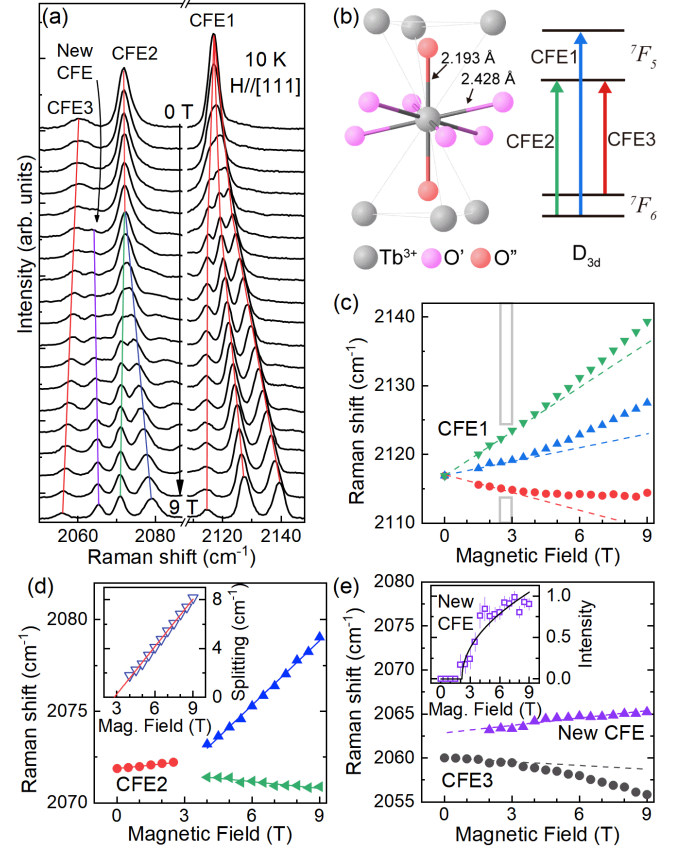 (a)
CFE1
New
CFE
CFE2
CFE3
10 K
H//[111]
0 T
9 T
Intensity (arb. units)
2060 2080 2120 2140
Raman shift (cm⁻¹)
(b)
2.193 Å
2.428 Å
Tb³⁺ O' O"
CFE1
⁷F₅
CFE2
CFE3
⁷F₆
D₃d
(c)
2140
2130
2120
2110
Raman shift (cm⁻¹)
CFE1
0 3 6 9
Magnetic Field (T)
(d)
2080
2075
2070
Raman shift (cm⁻¹)
8
4
0
Splitting (cm⁻¹)
3 6 9
Mag. Field (T)
CFE2
0 3 6 9
Magnetic Field (T)
(e)
2080
2075
2070
2065
2060
2055
Raman shift (cm⁻¹)
New
CFE
1.0
0.5
0.0
Intensity
0 3 6 9
Mag. Field (T)
New CFE
CFE3
0 3 6 9
Magnetic Field (T)